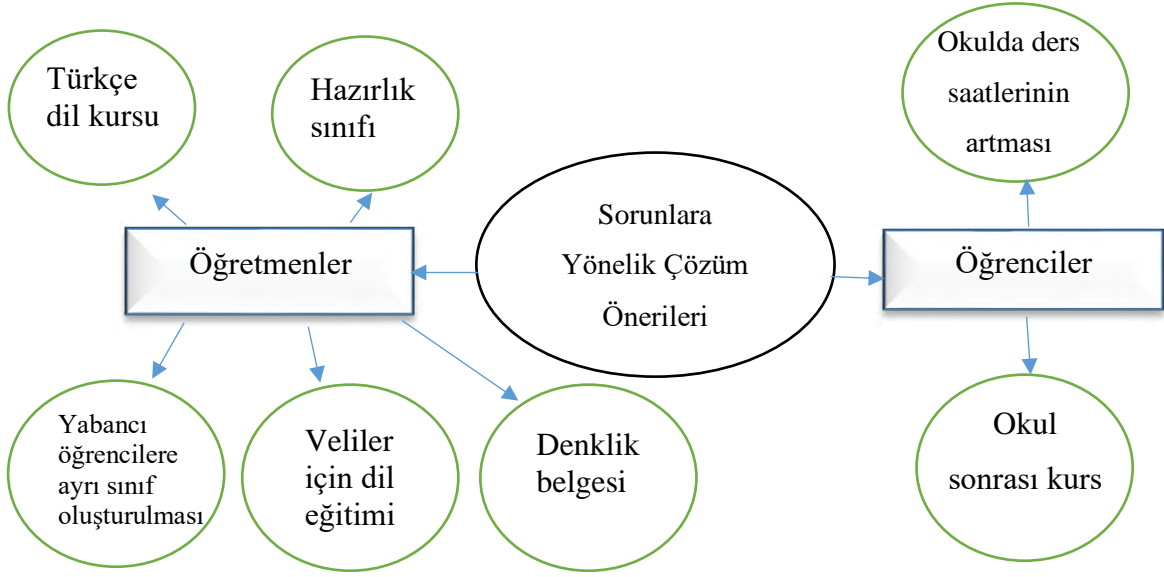 Türkçe
dil kursu
Hazırlık
sınıfı
Okulda ders
saatlerinin
artması
Sorunlara
Yönelik Çözüm
Önerileri
Öğretmenler
Öğrenciler
Yabancı
öğrencilere
ayrı sınıf
oluşturulması
Veliler
için dil
eğitimi
Denklik
belgesi
Okul
sonrası kurs